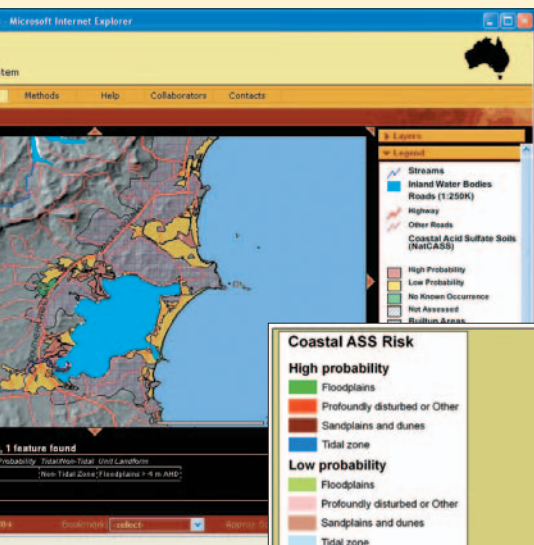 - Microsoft Internet Explorer
tem
Methods Help Collaborators Contacts
Layers
Legend
Streams
Inland Water Bodies
Roads (1:250K)
Highway
Other Roads
Coastal Acid Sulfate Soils
(NatCASS)
High Probability
Low Probability
No Known Occurrence
Not Assessed
Builtup Areas
, 1 feature found
Probability Tidal/Non-Tidal Unit Landform
Non-Tidal Zone Floodplains > 4 m AHD
Bookmark: -select- Approx
Coastal ASS Risk
High probability
Floodplains
Profoundly disturbed or Other
Sandplains and dunes
Tidal zone
Low probability
Floodplains
Profoundly disturbed or Other
Sandplains and dunes
Tidal zone